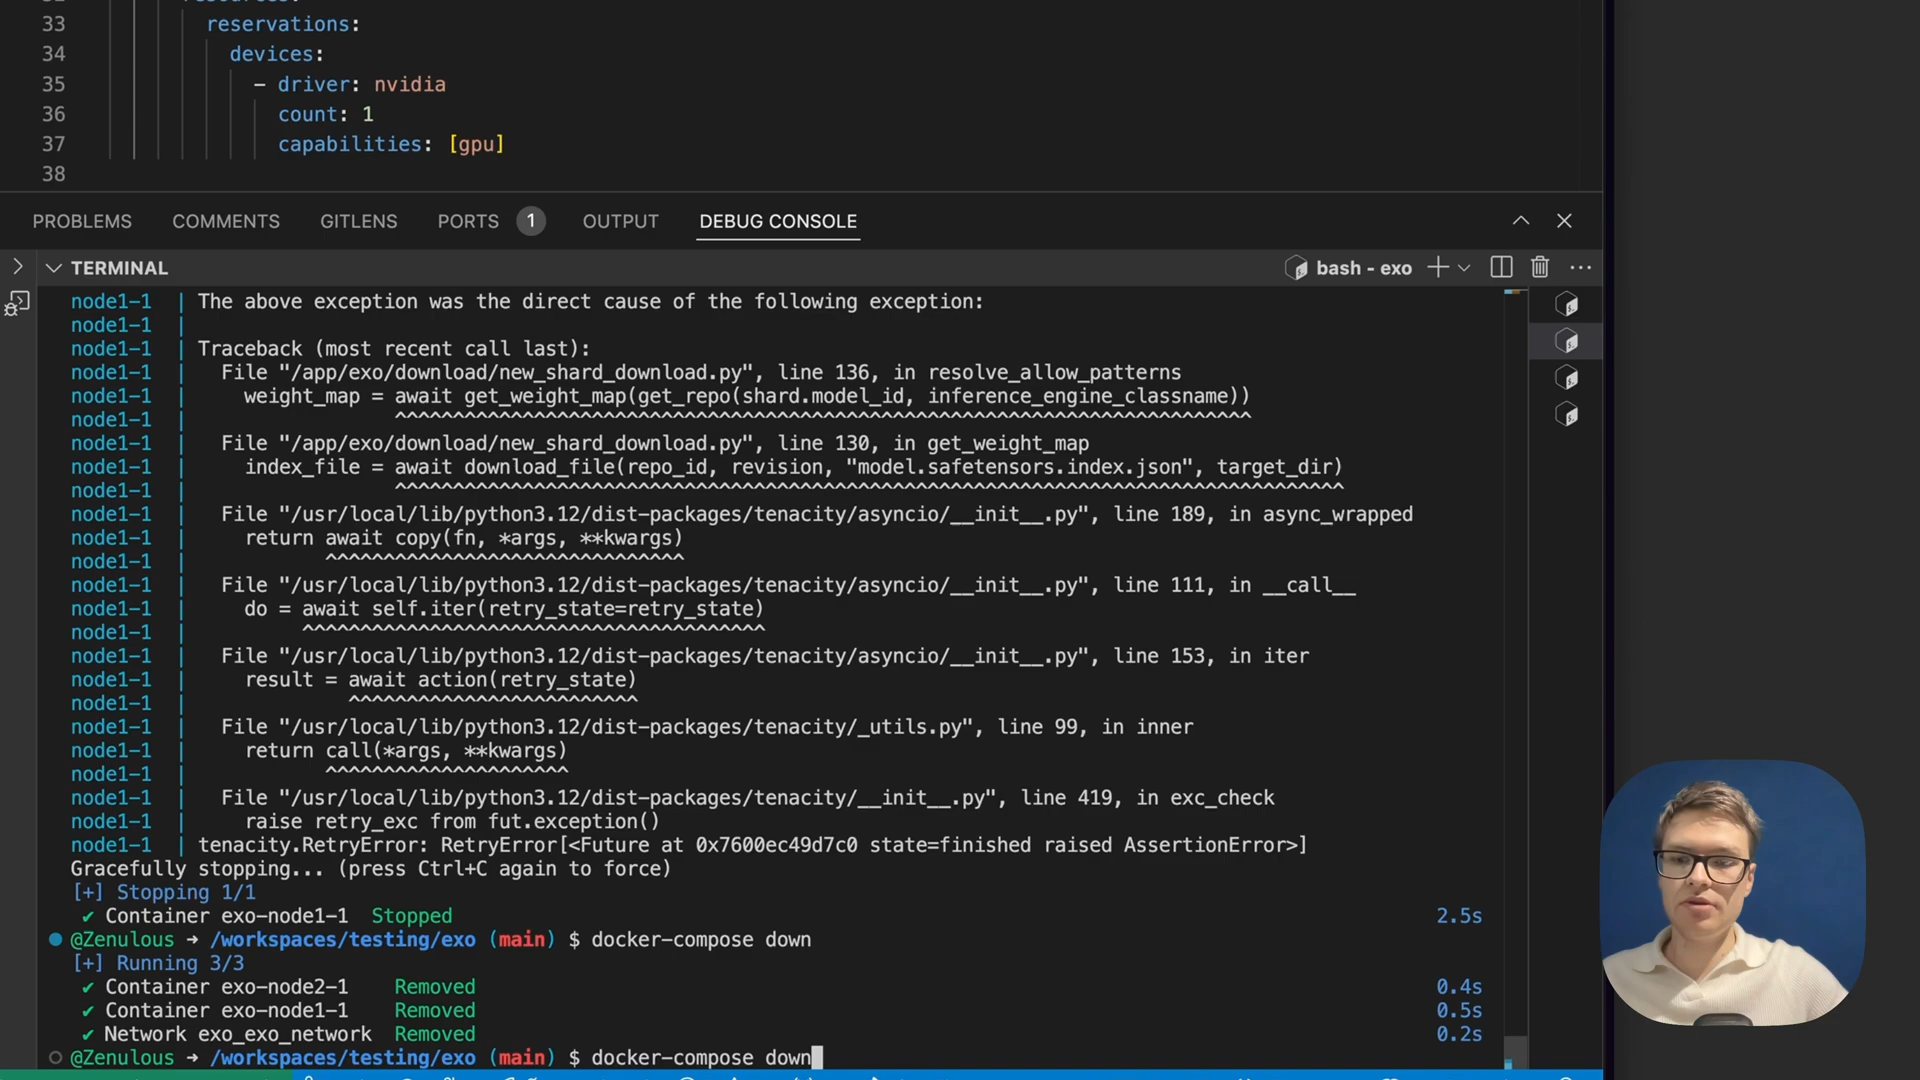 33 reservations:
34 devices:
35 - driver: nvidia
36 count: 1
37 capabilities: [gpu]
38
PROBLEMS COMMENTS GITLENS PORTS 1 OUTPUT DEBUG CONSOLE
TERMINAL bash - exo
node1-1 | The above exception was the direct cause of the following exception:
node1-1 |
node1-1 | Traceback (most recent call last):
node1-1 | File "/app/exo/download/new_shard_download.py", line 136, in resolve_allow_patterns
node1-1 | weight_map = await get_weight_map(get_repo(shard.model_id, inference_engine_classname))
node1-1 | ^^^^^^^^^^^^^^^^^^^^^^^^^^^^^^^^^^^^^^^^^^^^^^^^^^^^^^^^^^^^^^^^^^^^^^^^^^
node1-1 | File "/app/exo/download/new_shard_download.py", line 130, in get_weight_map
node1-1 | index_file = await download_file(repo_id, revision, "model.safetensors.index.json", target_dir)
node1-1 | ^^^^^^^^^^^^^^^^^^^^^^^^^^^^^^^^^^^^^^^^^^^^^^^^^^^^^^^^^^^^^^^^^^^^^^^^^^^^^^^^^^
node1-1 | File "/usr/local/lib/python3.12/dist-packages/tenacity/asyncio/__init__.py", line 189, in async_wrapped
node1-1 | return await copy(fn, *args, **kwargs)
node1-1 | ^^^^^^^^^^^^^^^^^^^^^^^^^^^^^^^
node1-1 | File "/usr/local/lib/python3.12/dist-packages/tenacity/asyncio/__init__.py", line 111, in __call__
node1-1 | do = await self.iter(retry_state=retry_state)
node1-1 | ^^^^^^^^^^^^^^^^^^^^^^^^^^^^^^^^^^^^^^^^
node1-1 | File "/usr/local/lib/python3.12/dist-packages/tenacity/asyncio/__init__.py", line 153, in iter
node1-1 | result = await action(retry_state)
node1-1 | ^^^^^^^^^^^^^^^^^^^^^^^^^
node1-1 | File "/usr/local/lib/python3.12/dist-packages/tenacity/_utils.py", line 99, in inner
node1-1 | return call(*args, **kwargs)
node1-1 | ^^^^^^^^^^^^^^^^^^^^^
node1-1 | File "/usr/local/lib/python3.12/dist-packages/tenacity/__init__.py", line 419, in exc_check
node1-1 | raise retry_exc from fut.exception()
node1-1 | tenacity.RetryError: RetryError[<Future at 0x7600ec49d7c0 state=finished raised AssertionError>]
Gracefully stopping... (press Ctrl+C again to force)
[+] Stopping 1/1
✔ Container exo-node1-1 Stopped 2.5s
@Zenulous ➜ /workspaces/testing/exo (main) $ docker-compose down
[+] Running 3/3
✔ Container exo-node2-1 Removed 0.4s
✔ Container exo-node1-1 Removed 0.5s
✔ Network exo_exo_network Removed 0.2s
@Zenulous ➜ /workspaces/testing/exo (main) $ docker-compose down